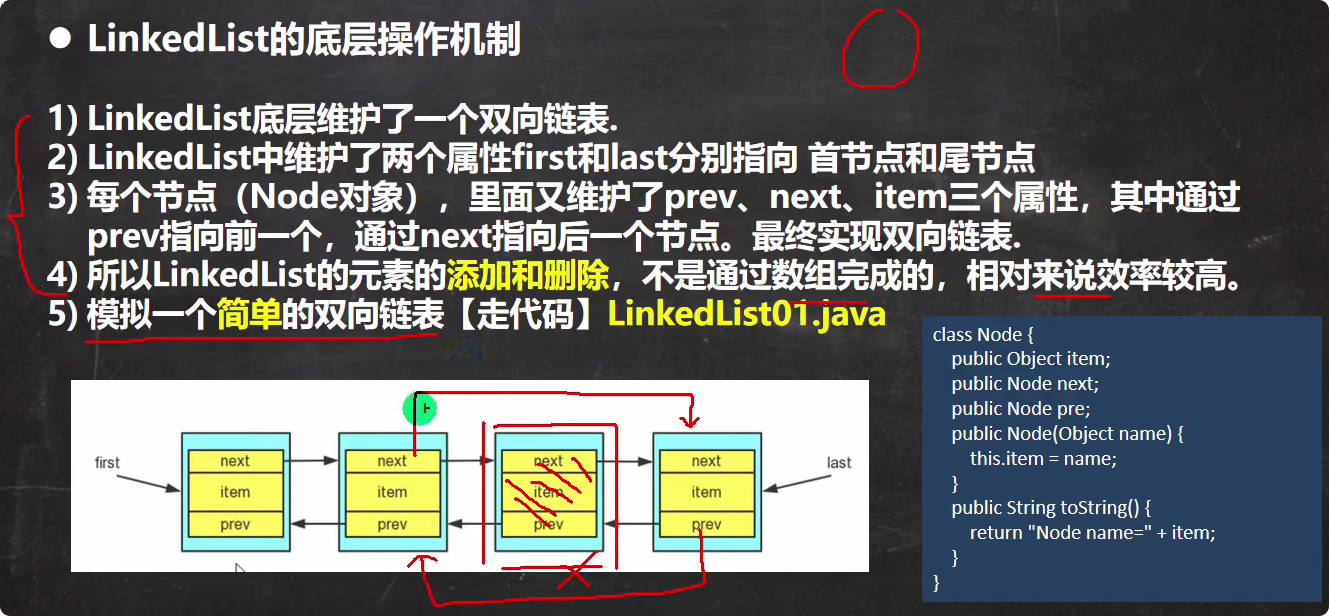 ● LinkedList的底层操作机制
1) LinkedList底层维护了一个双向链表.
2) LinkedList中维护了两个属性first和last分别指向 首节点和尾节点
3) 每个节点（Node对象），里面又维护了prev、next、item三个属性，其中通过
prev指向前一个，通过next指向后一个节点。最终实现双向链表.
4) 所以LinkedList的元素的添加和删除，不是通过数组完成的，相对来说效率较高。
5) 模拟一个简单的双向链表【走代码】LinkedList01.java
first
next
item
prev
next
item
prev
next
item
prev
next
item
prev
last
class Node {
public Object item;
public Node next;
public Node pre;
public Node(Object name) {
this.item = name;
}
public String toString() {
return "Node name=" + item;
}
}